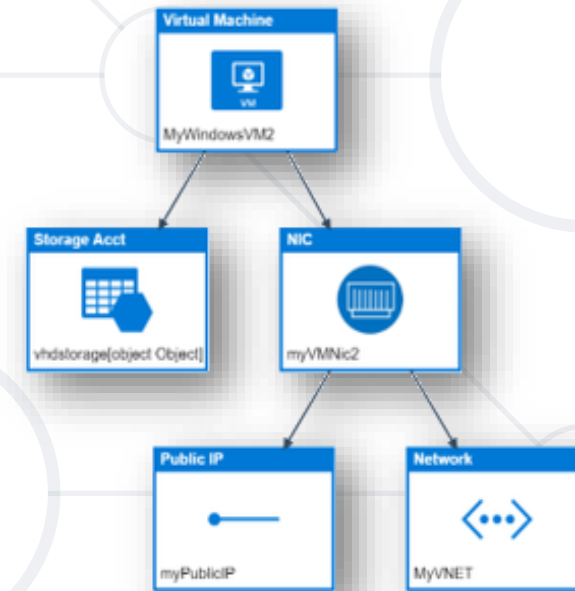 Virtual Machine
VM
MyWindowsVM2
Storage Acct
vhdstorage[object Object]
NIC
myVMNic2
Public IP
myPublicIP
Network
MyVNET